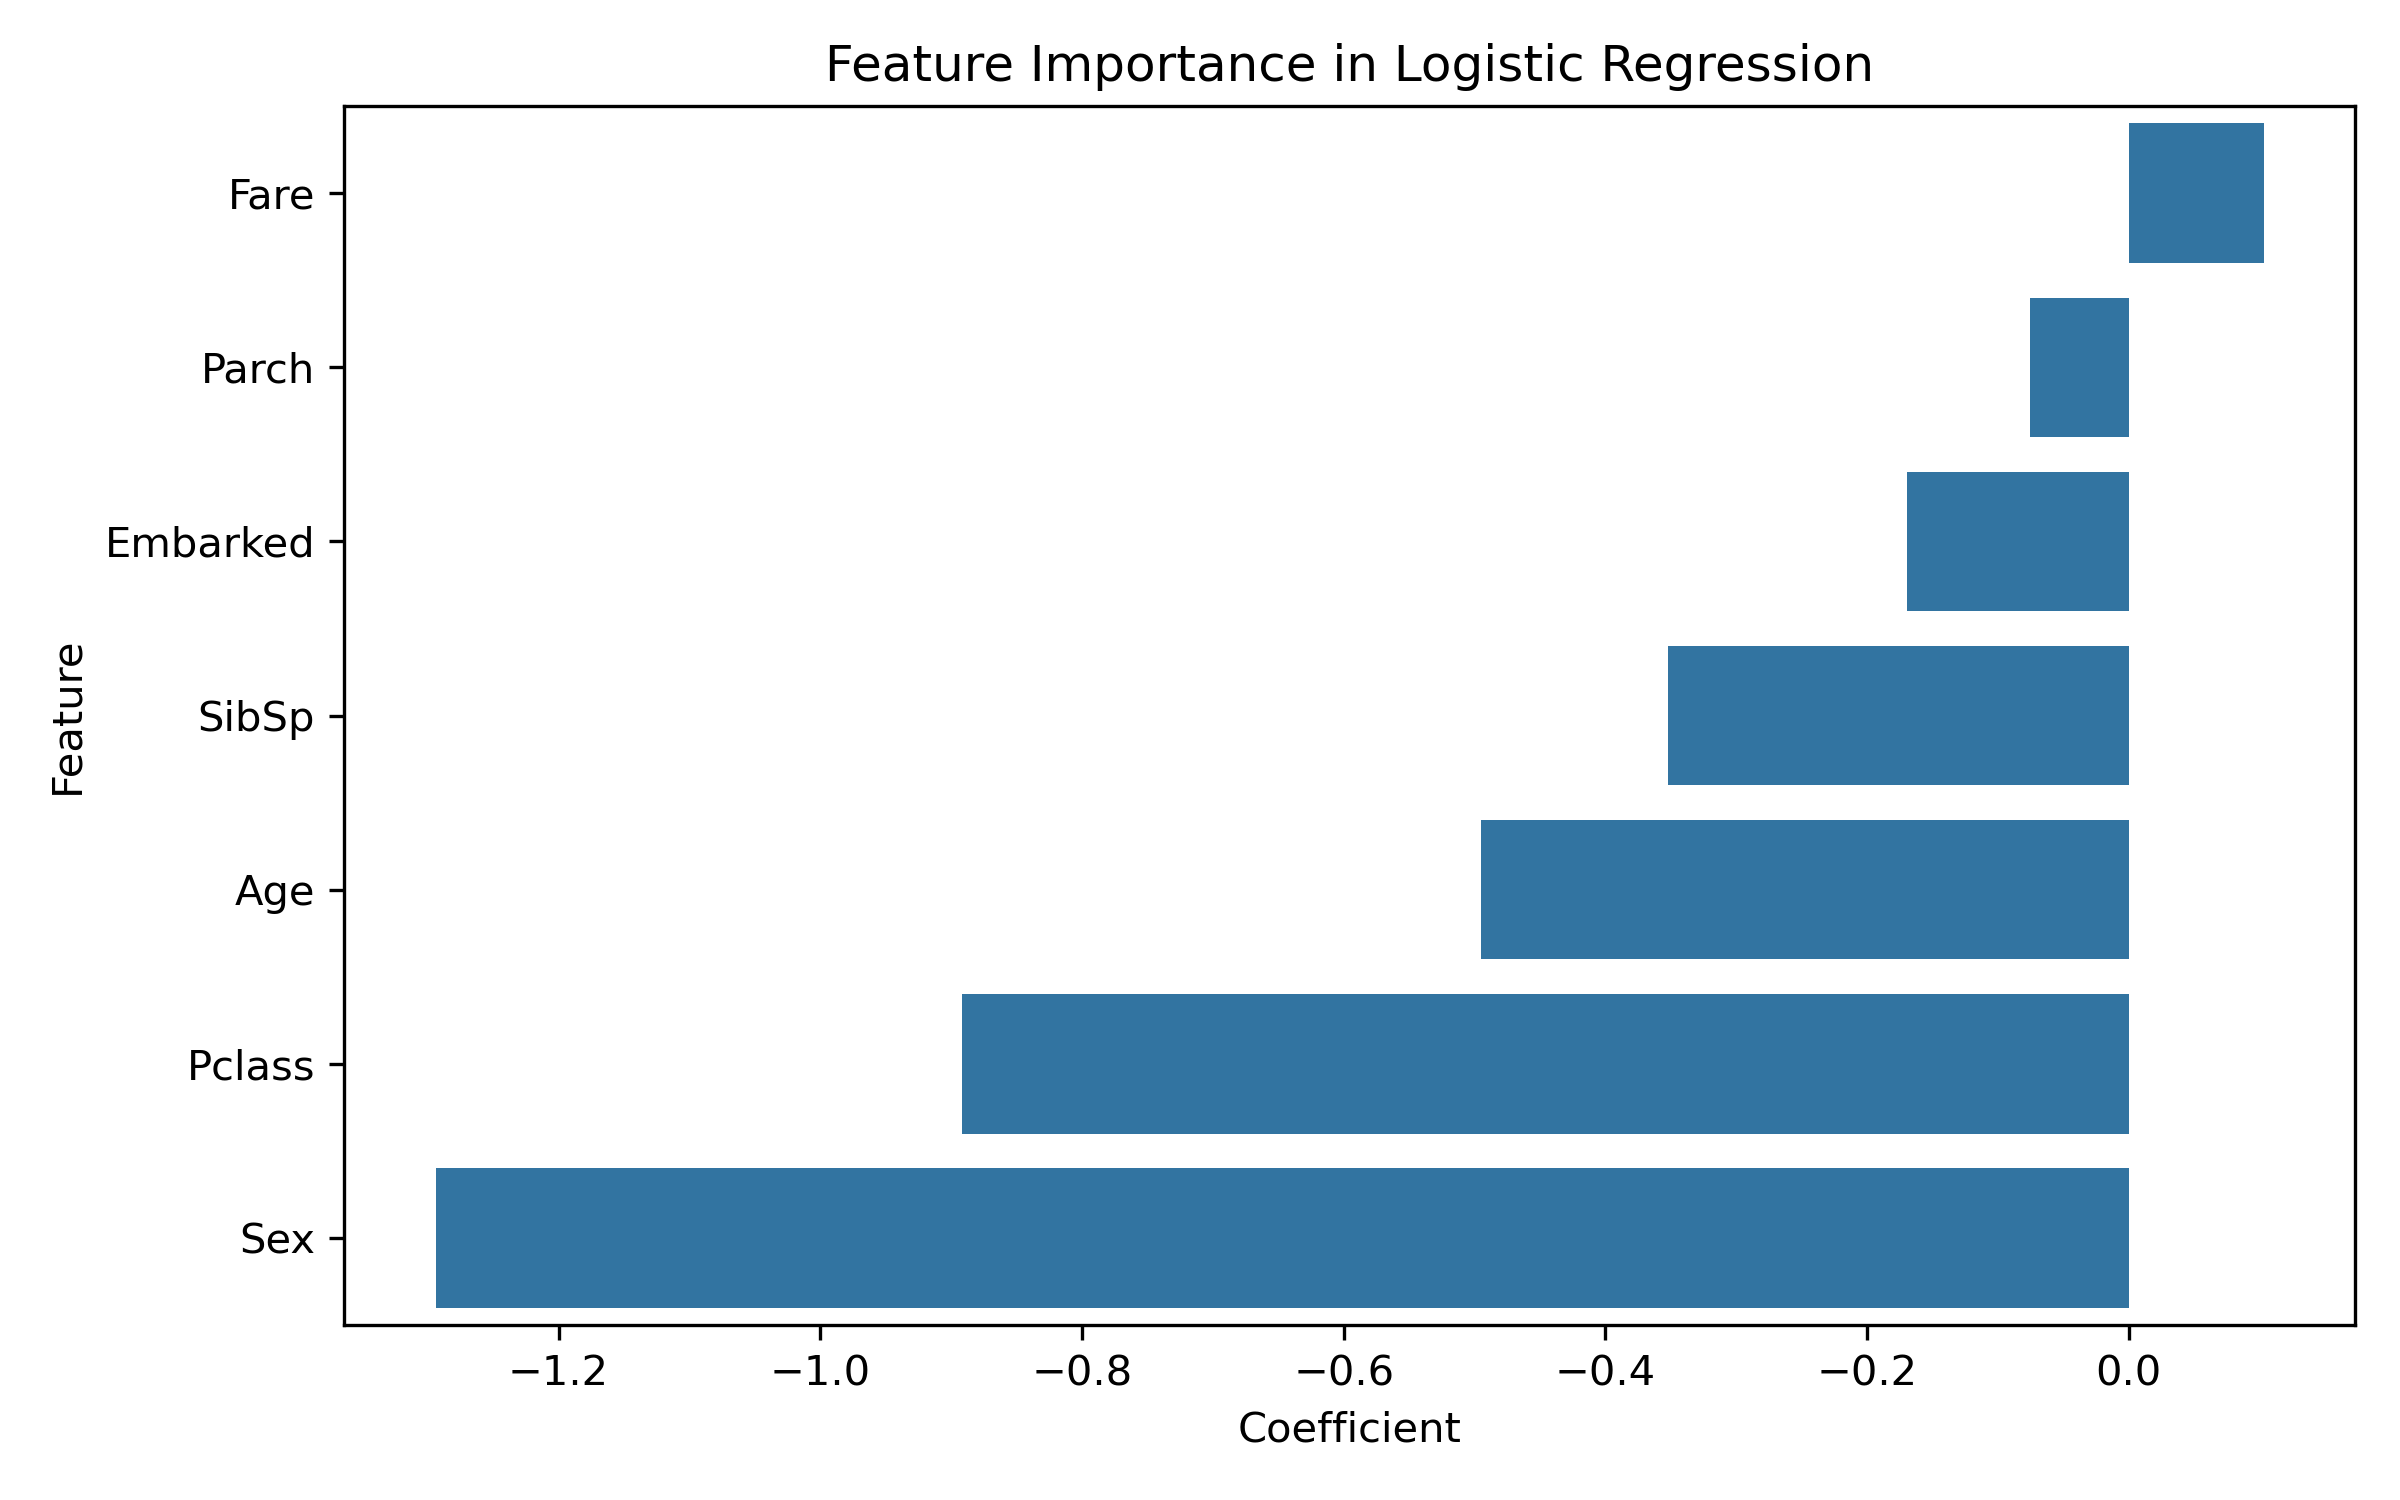 Feature Importance in Logistic Regression
Feature
Fare
Parch
Embarked
SibSp
Age
Pclass
Sex
−1.2 −1.0 −0.8 −0.6 −0.4 −0.2 0.0
Coefficient